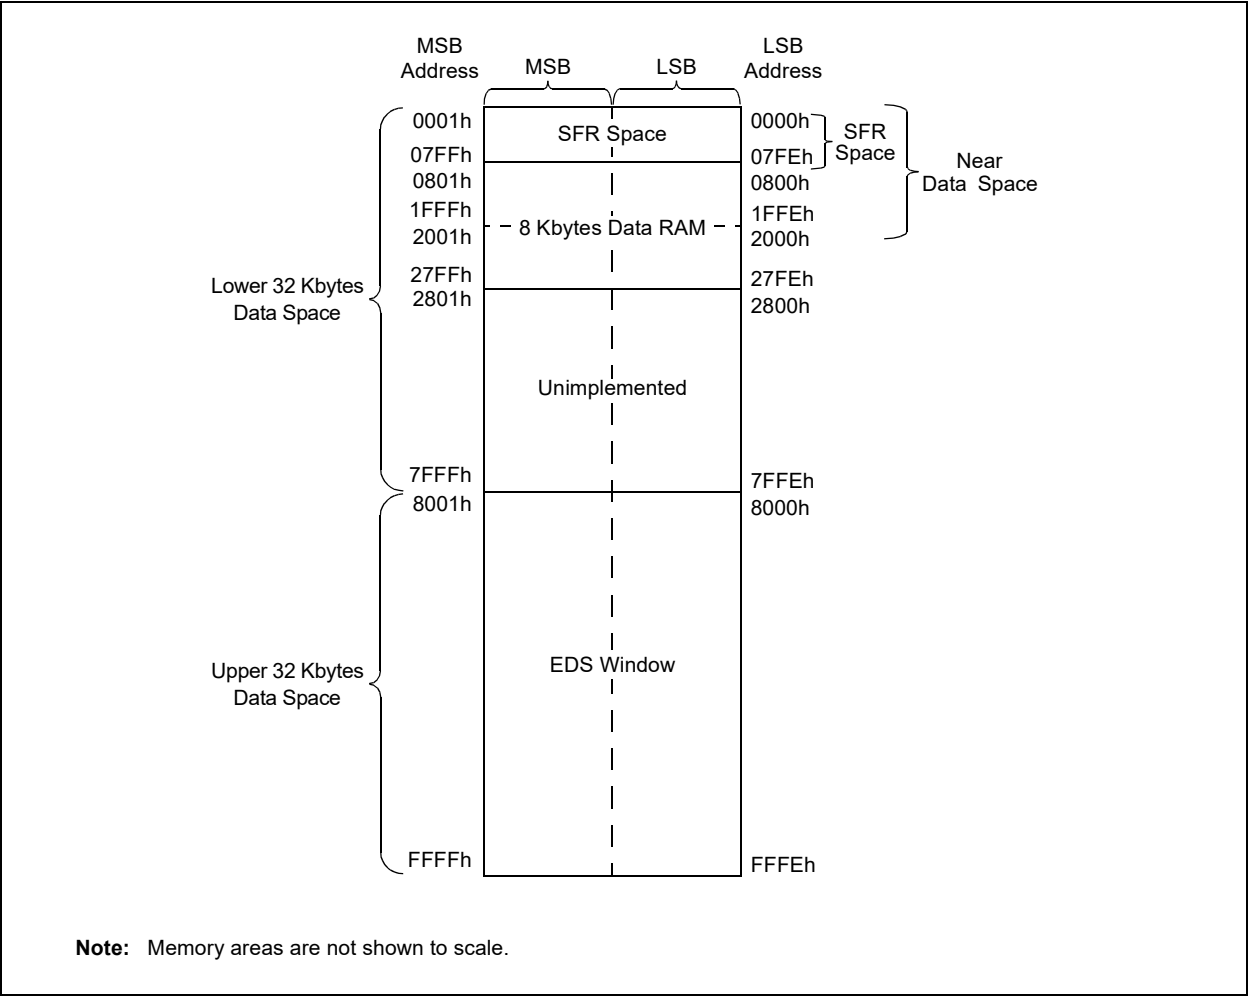 MSB
Address
MSB
LSB
LSB
Address
0001h
SFR Space
0000h
SFR
Space
07FFh
07FEh
Near
Data Space
0801h
0800h
1FFFh
1FFEh
8 Kbytes Data RAM
2001h
2000h
27FFh
27FEh
Lower 32 Kbytes
Data Space
2801h
2800h
Unimplemented
7FFFh
7FFEh
8001h
8000h
EDS Window
Upper 32 Kbytes
Data Space
FFFFh
FFFEh
Note: Memory areas are not shown to scale.